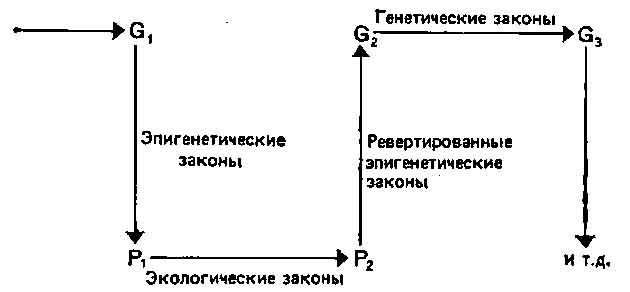 Генетические законы
G₁
G₂
G₃
Эпигенетические
законы
Ревертированные
эпигенетические
законы
P₁
P₂
и т.д.
Экологические законы